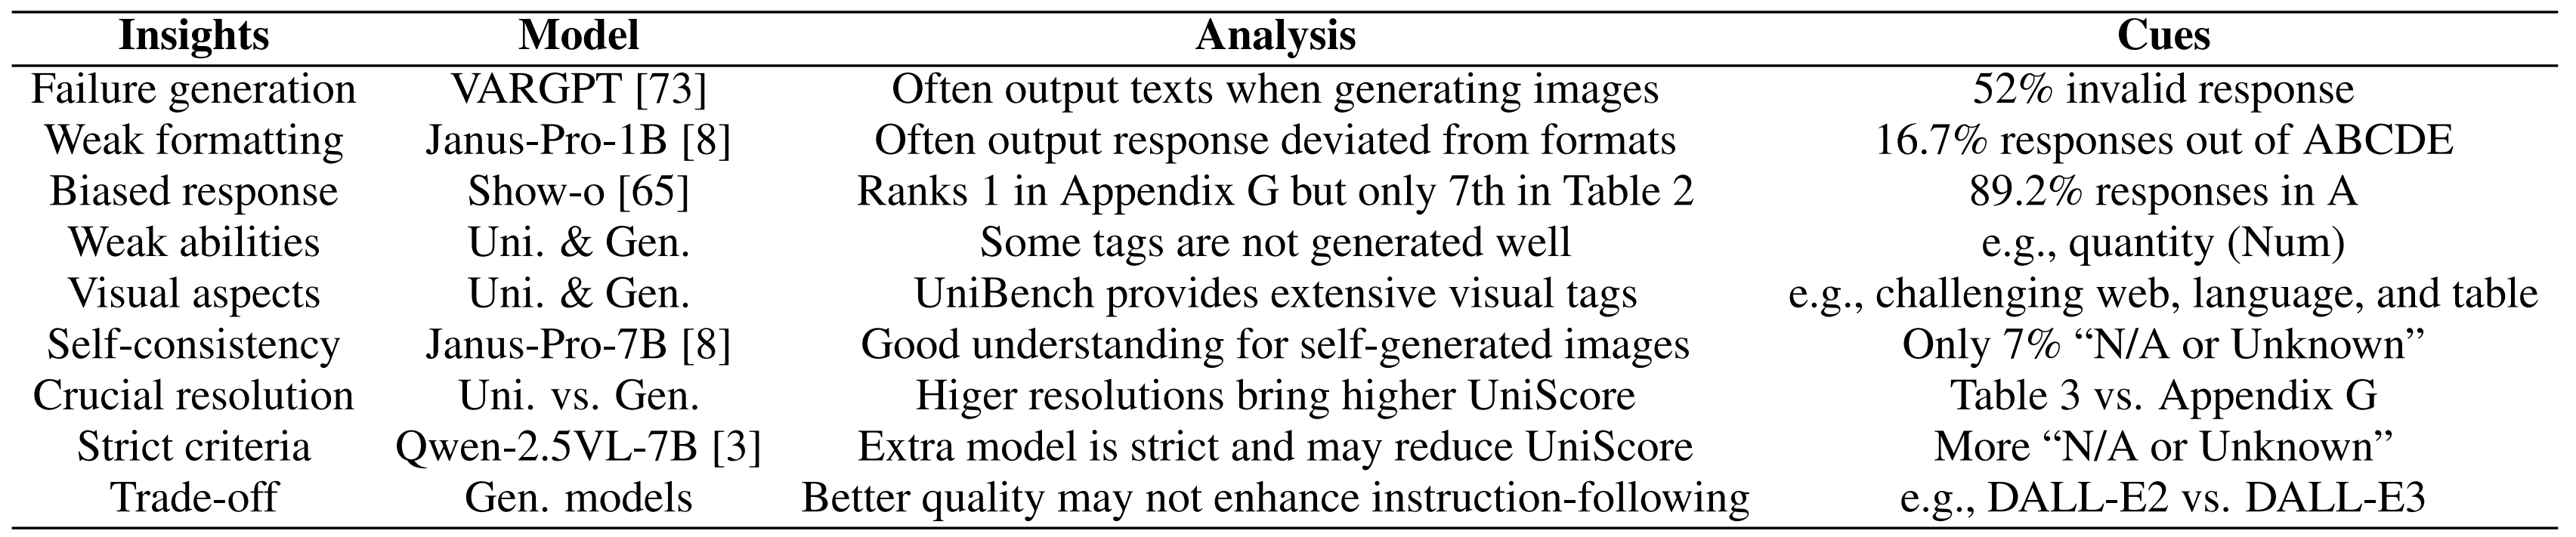 Insights Model Analysis Cues
Failure generation VARGPT [73] Often output texts when generating images 52% invalid response
Weak formatting Janus-Pro-1B [8] Often output response deviated from formats 16.7% responses out of ABCDE
Biased response Show-o [65] Ranks 1 in Appendix G but only 7th in Table 2 89.2% responses in A
Weak abilities Uni. & Gen. Some tags are not generated well e.g., quantity (Num)
Visual aspects Uni. & Gen. UniBench provides extensive visual tags e.g., challenging web, language, and table
Self-consistency Janus-Pro-7B [8] Good understanding for self-generated images Only 7% “N/A or Unknown”
Crucial resolution Uni. vs. Gen. Higer resolutions bring higher UniScore Table 3 vs. Appendix G
Strict criteria Qwen-2.5VL-7B [3] Extra model is strict and may reduce UniScore More “N/A or Unknown”
Trade-off Gen. models Better quality may not enhance instruction-following e.g., DALL-E2 vs. DALL-E3